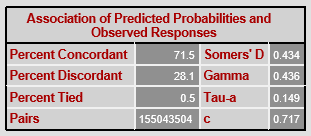 Association of Predicted Probabilities and
Observed Responses
Percent Concordant 71.5 Somers' D 0.434
Percent Discordant 28.1 Gamma 0.436
Percent Tied 0.5 Tau-a 0.149
Pairs 155043504 c 0.717